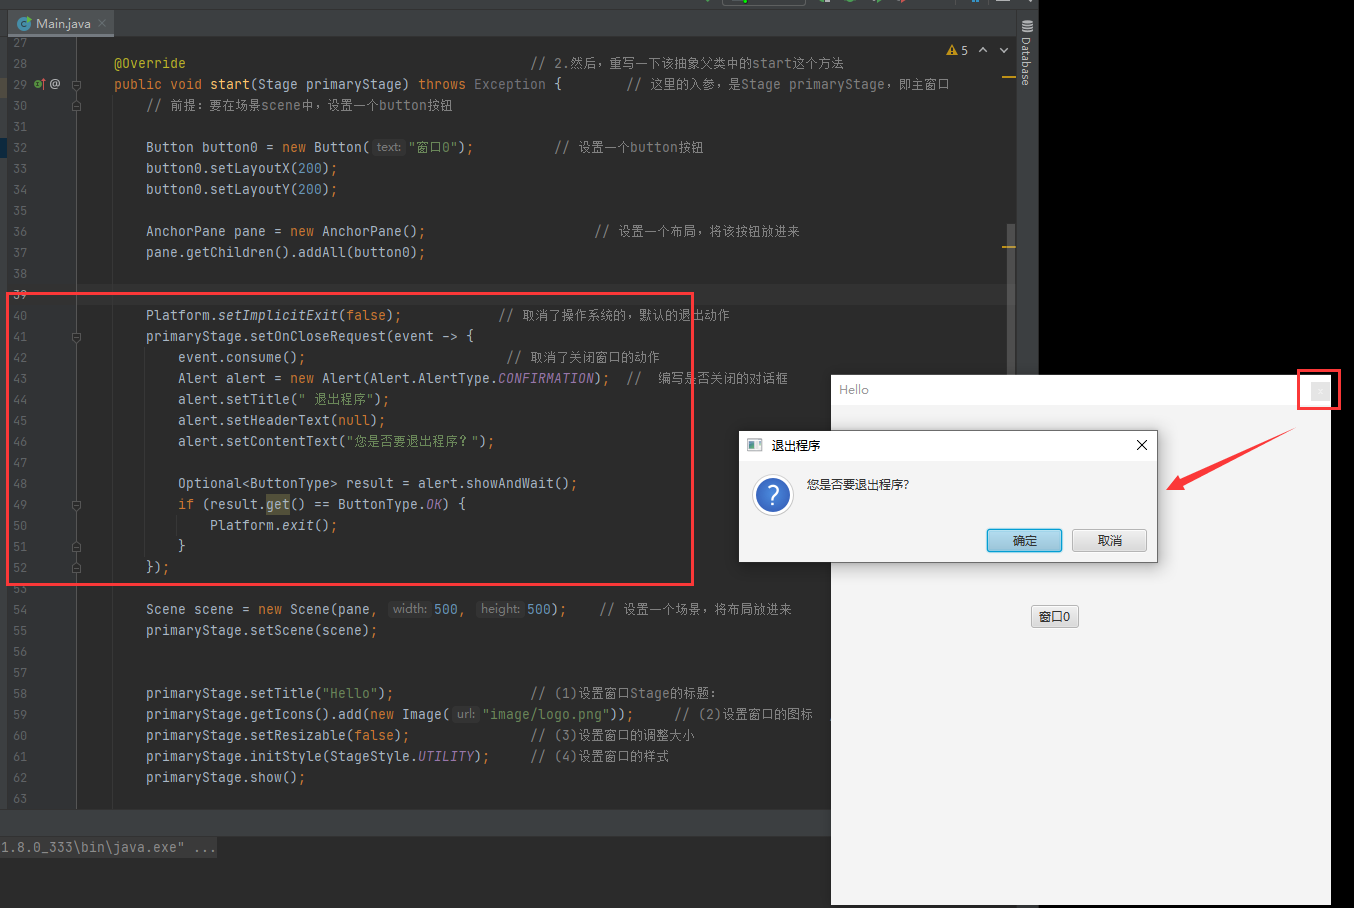 Main.java
5
Database
27
28 @Override // 2.然后，重写一下该抽象父类中的start这个方法
29 @ public void start(Stage primaryStage) throws Exception { // 这里的入参，是Stage primaryStage，即主窗口
30 // 前提：要在场景scene中，设置一个button按钮
31
32 Button button0 = new Button( text: "窗口0"); // 设置一个button按钮
33 button0.setLayoutX(200);
34 button0.setLayoutY(200);
35
36 AnchorPane pane = new AnchorPane(); // 设置一个布局，将该按钮放进来
37 pane.getChildren().addAll(button0);
38
39
40 Platform.setImplicitExit(false); // 取消了操作系统的，默认的退出动作
41 primaryStage.setOnCloseRequest(event -> {
42 event.consume(); // 取消了关闭窗口的动作
43 Alert alert = new Alert(Alert.AlertType.CONFIRMATION); // 编写是否关闭的对话框
44 alert.setTitle(" 退出程序");
45 alert.setHeaderText(null);
46 alert.setContentText("您是否要退出程序？");
47
48 Optional<ButtonType> result = alert.showAndWait();
49 if (result.get() == ButtonType.OK) {
50 Platform.exit();
51 }
52 });
53
54 Scene scene = new Scene(pane, width: 500, height: 500); // 设置一个场景，将布局放进来
55 primaryStage.setScene(scene);
56
57
58 primaryStage.setTitle("Hello"); // (1)设置窗口Stage的标题：
59 primaryStage.getIcons().add(new Image( url: "image/logo.png")); // (2)设置窗口的图标
60 primaryStage.setResizable(false); // (3)设置窗口的调整大小
61 primaryStage.initStyle(StageStyle.UTILITY); // (4)设置窗口的样式
62 primaryStage.show();
63
1.8.0_333\bin\java.exe" ...
Hello
退出程序
?
您是否要退出程序？
确定 取消
窗口0